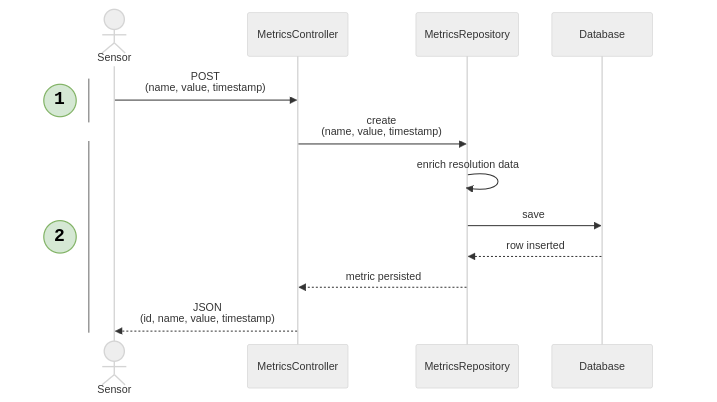 Sensor
MetricsController
MetricsRepository
Database
1
POST
(name, value, timestamp)
create
(name, value, timestamp)
enrich resolution data
2
save
row inserted
metric persisted
JSON
(id, name, value, timestamp)
Sensor
MetricsController
MetricsRepository
Database